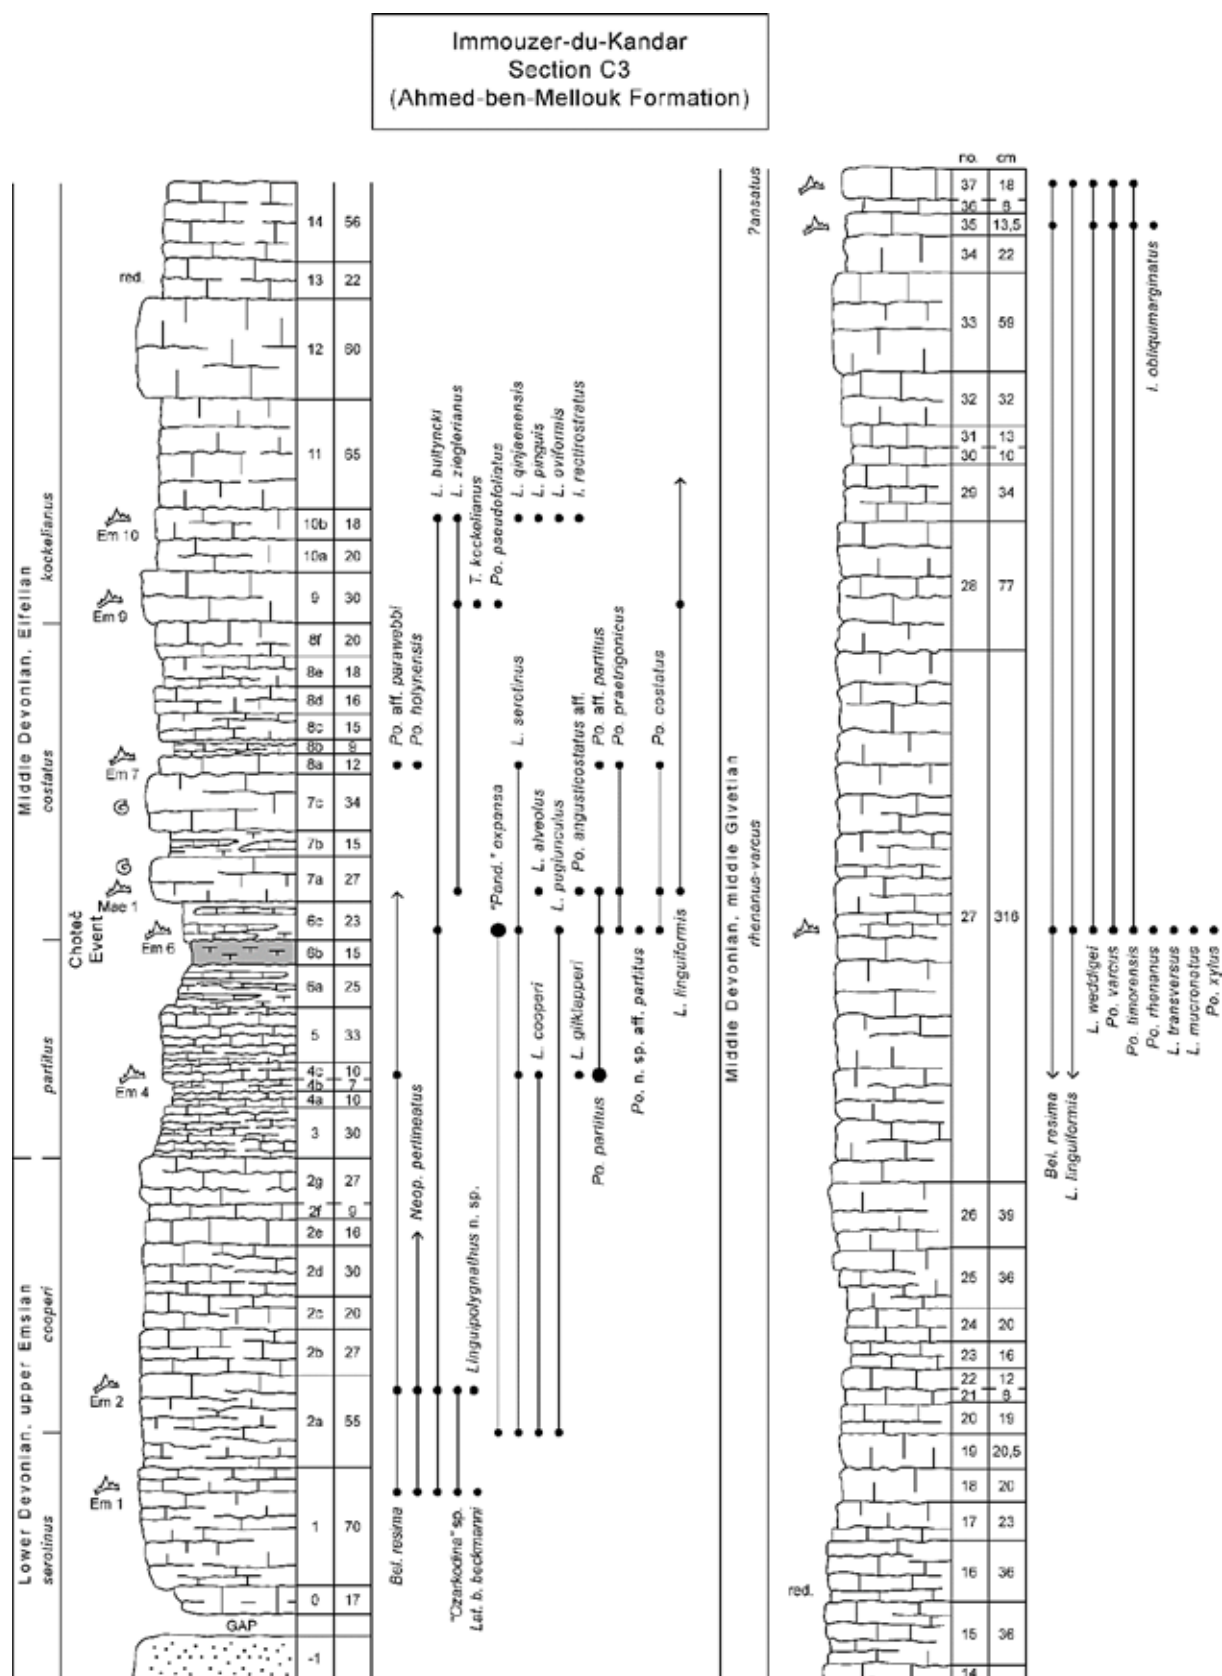 Immouzer-du-Kandar
Section C3
(Ahmed-ben-Mellouk Formation)
Middle Devonian, Eifelian
Lower Devonian, upper Emsian
kockelianus
costatus
partitus
cooperi
serotinus
Choteč
Event
red.
Em 10
Em 9
Em 7
Mae 1
Em 6
Em 4
Em 2
Em 1
14 56
13 22
12 60
11 65
10b 18
10a 20
9 30
8f 20
8e 18
8d 16
8c 15
8b 9
8a 12
7c 34
7b 15
7a 27
6c 23
6b 15
6a 25
5 33
4c 10
4b 7
4a 10
3 30
2g 27
2f 9
2e 16
2d 30
2c 20
2b 27
2a 55
1 70
0 17
GAP
-1
Po. aff. parawebbi
Po. holynensis
L. bultyncki
L. zieglerianus
T. kockelianus
Po. pseudofoliatus
L. qinjaenensis
L. pinguis
L. oviformis
I. rectirostratus
L. serotinus
"Pand." expansa
L. alveolus
L. pugiunculus
Po. angusticostatus aff.
Po. aff. partitus
Po. praetrigonicus
Po. costatus
L. cooperi
L. gilklapperi
Po. partitus
Po. n. sp. aff. partitus
L. linguiformis
Neop. perlineatus
Linguipolygnathus n. sp.
Bel. resima
"Ozarkodina" sp.
Lat. b. beckmanni
Middle Devonian, middle Givetian
?ansatus
rhenanus-varcus
red.
no. cm
37 18
36 6
35 13,5
34 22
33 59
32 32
31 13
30 10
29 34
28 77
27 316
26 39
25 36
24 20
23 16
22 12
21 6
20 19
19 20,5
18 20
17 23
16 36
15 36
14
I. obliquimarginatus
Bel. resima
L. linguiformis
L. weddigei
Po. varcus
Po. timorensis
Po. rhenanus
L. transversus
L. mucronatus
Po. xylus